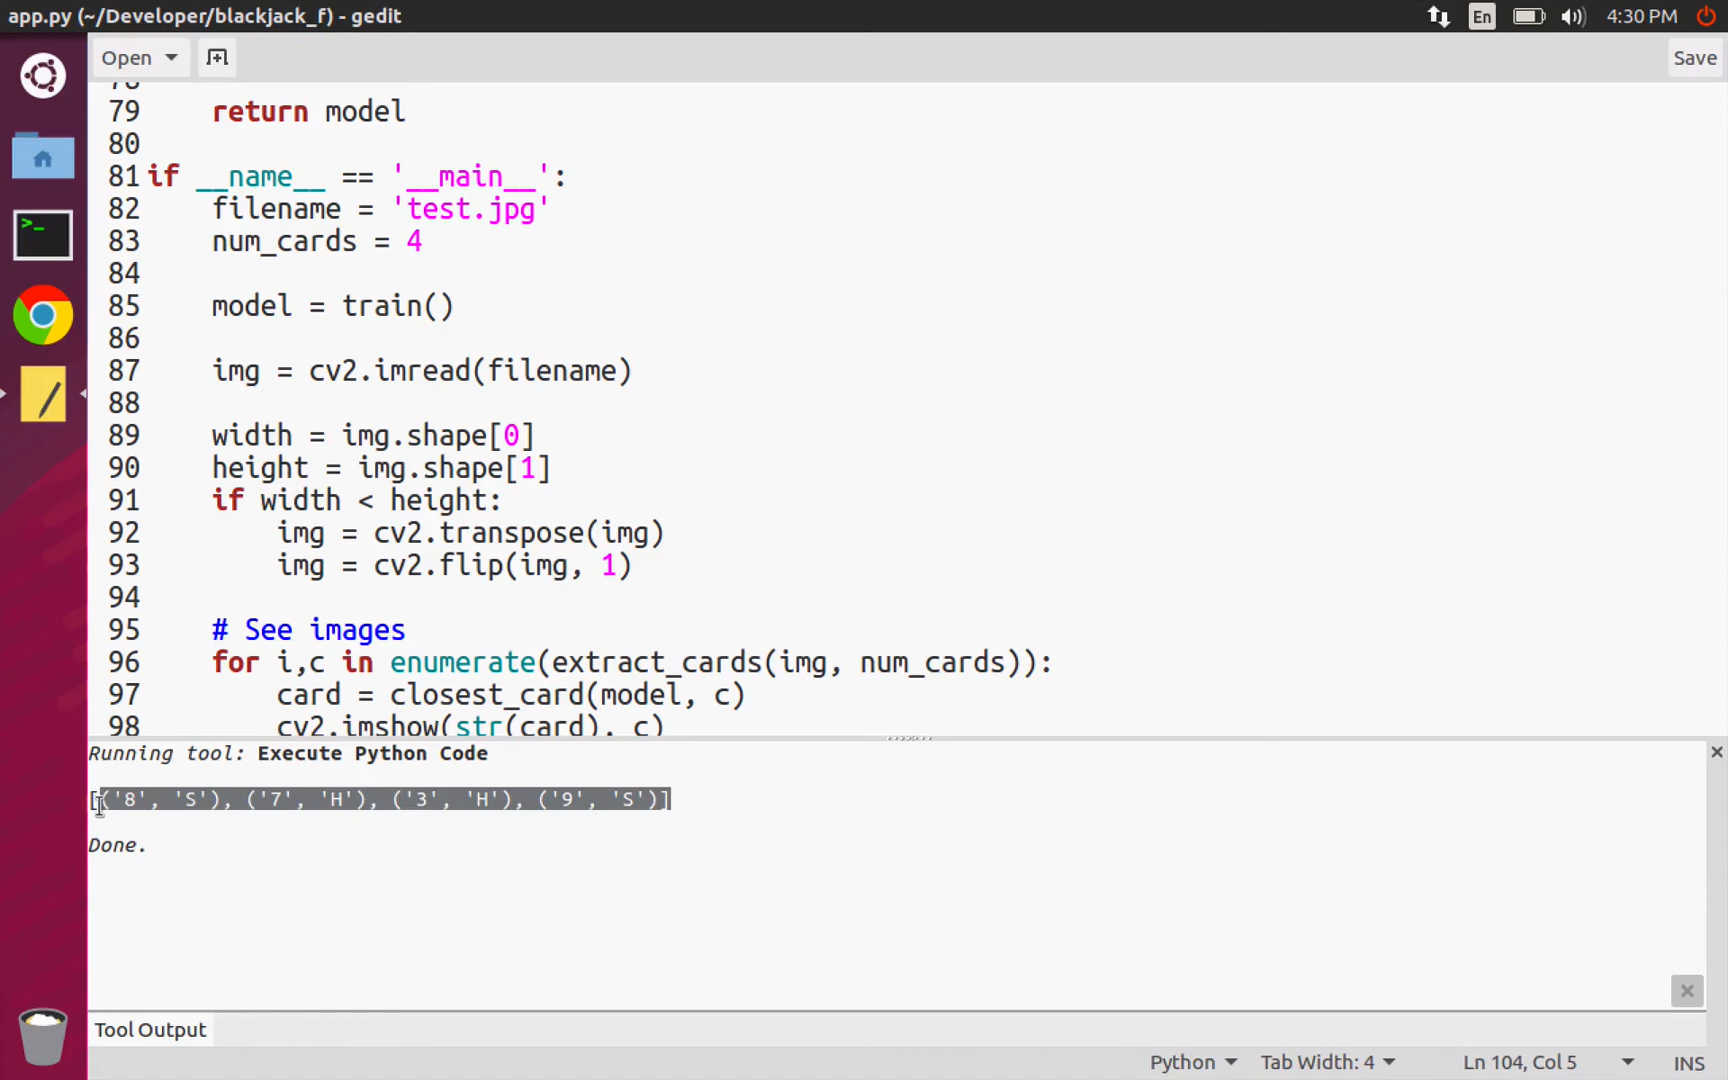 app.py (~/Developer/blackjack_f) - gedit
En
4:30 PM
Open
Save
79 return model
80
81 if __name__ == '__main__':
82 filename = 'test.jpg'
83 num_cards = 4
84
85 model = train()
86
87 img = cv2.imread(filename)
88
89 width = img.shape[0]
90 height = img.shape[1]
91 if width < height:
92 img = cv2.transpose(img)
93 img = cv2.flip(img, 1)
94
95 # See images
96 for i,c in enumerate(extract_cards(img, num_cards)):
97 card = closest_card(model, c)
98 cv2.imshow(str(card), c)
Running tool: Execute Python Code
[('8', 'S'), ('7', 'H'), ('3', 'H'), ('9', 'S')]
Done.
Tool Output
Python
Tab Width: 4
Ln 104, Col 5
INS